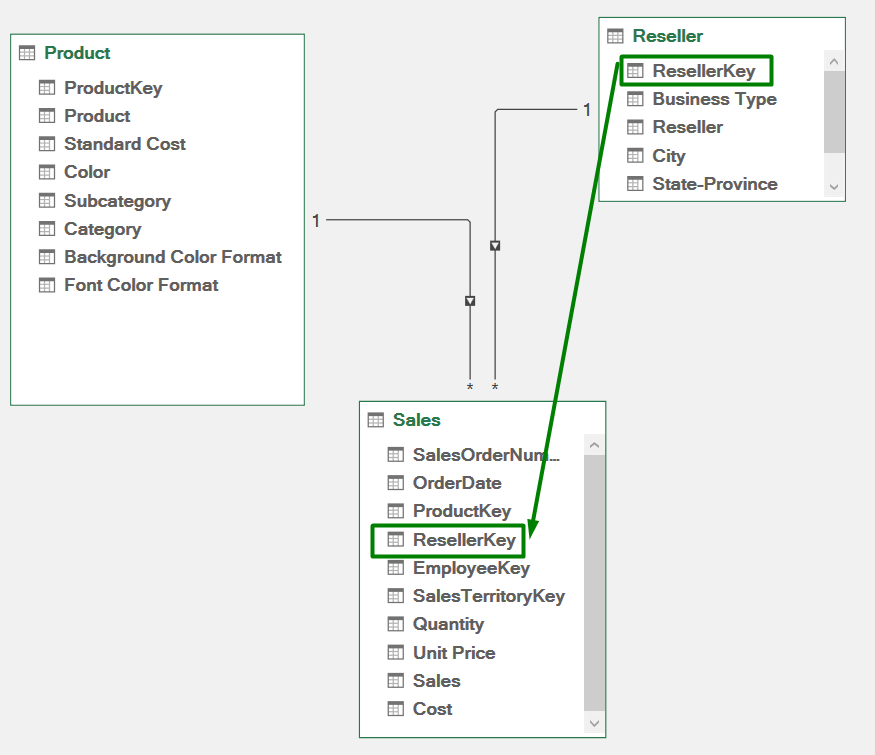 Product
ProductKey
Product
Standard Cost
Color
Subcategory
Category
Background Color Format
Font Color Format
1
Reseller
ResellerKey
Business Type
Reseller
City
State-Province
1
*
*
Sales
SalesOrderNum...
OrderDate
ProductKey
ResellerKey
EmployeeKey
SalesTerritoryKey
Quantity
Unit Price
Sales
Cost